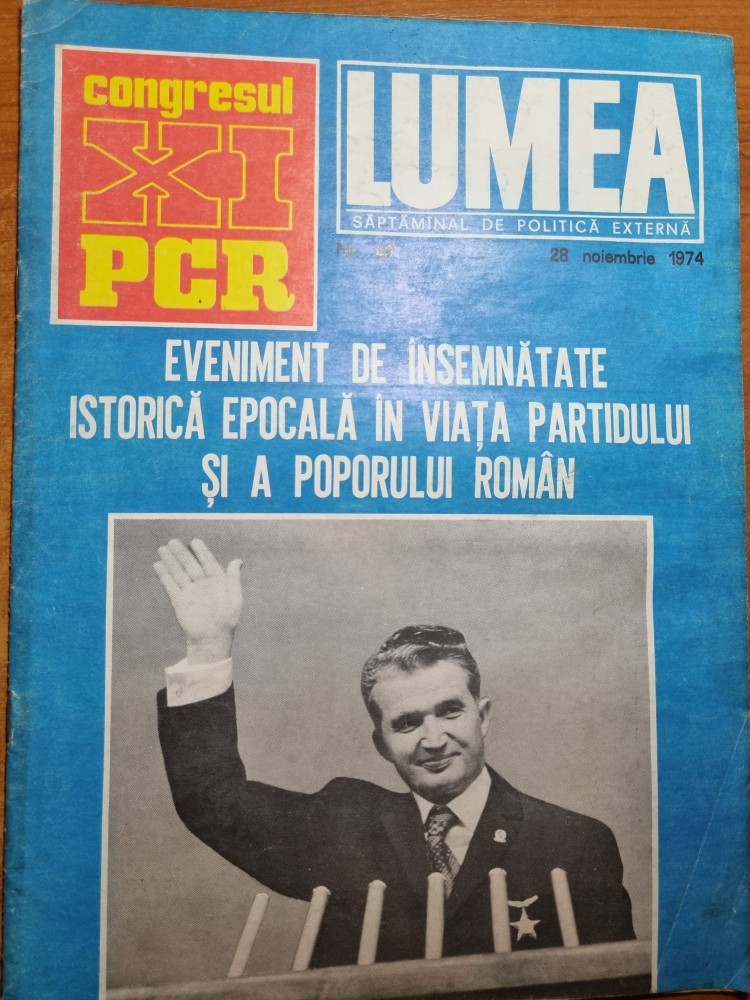 congresul
XI
PCR
LUMEA
SĂPTĂMÎNAL DE POLITICĂ EXTERNĂ
Nr.
28 noiembrie 1974
EVENIMENT DE ÎNSEMNĂTATE
ISTORICĂ EPOCALĂ ÎN VIAȚA PARTIDULUI
ȘI A POPORULUI ROMÂN